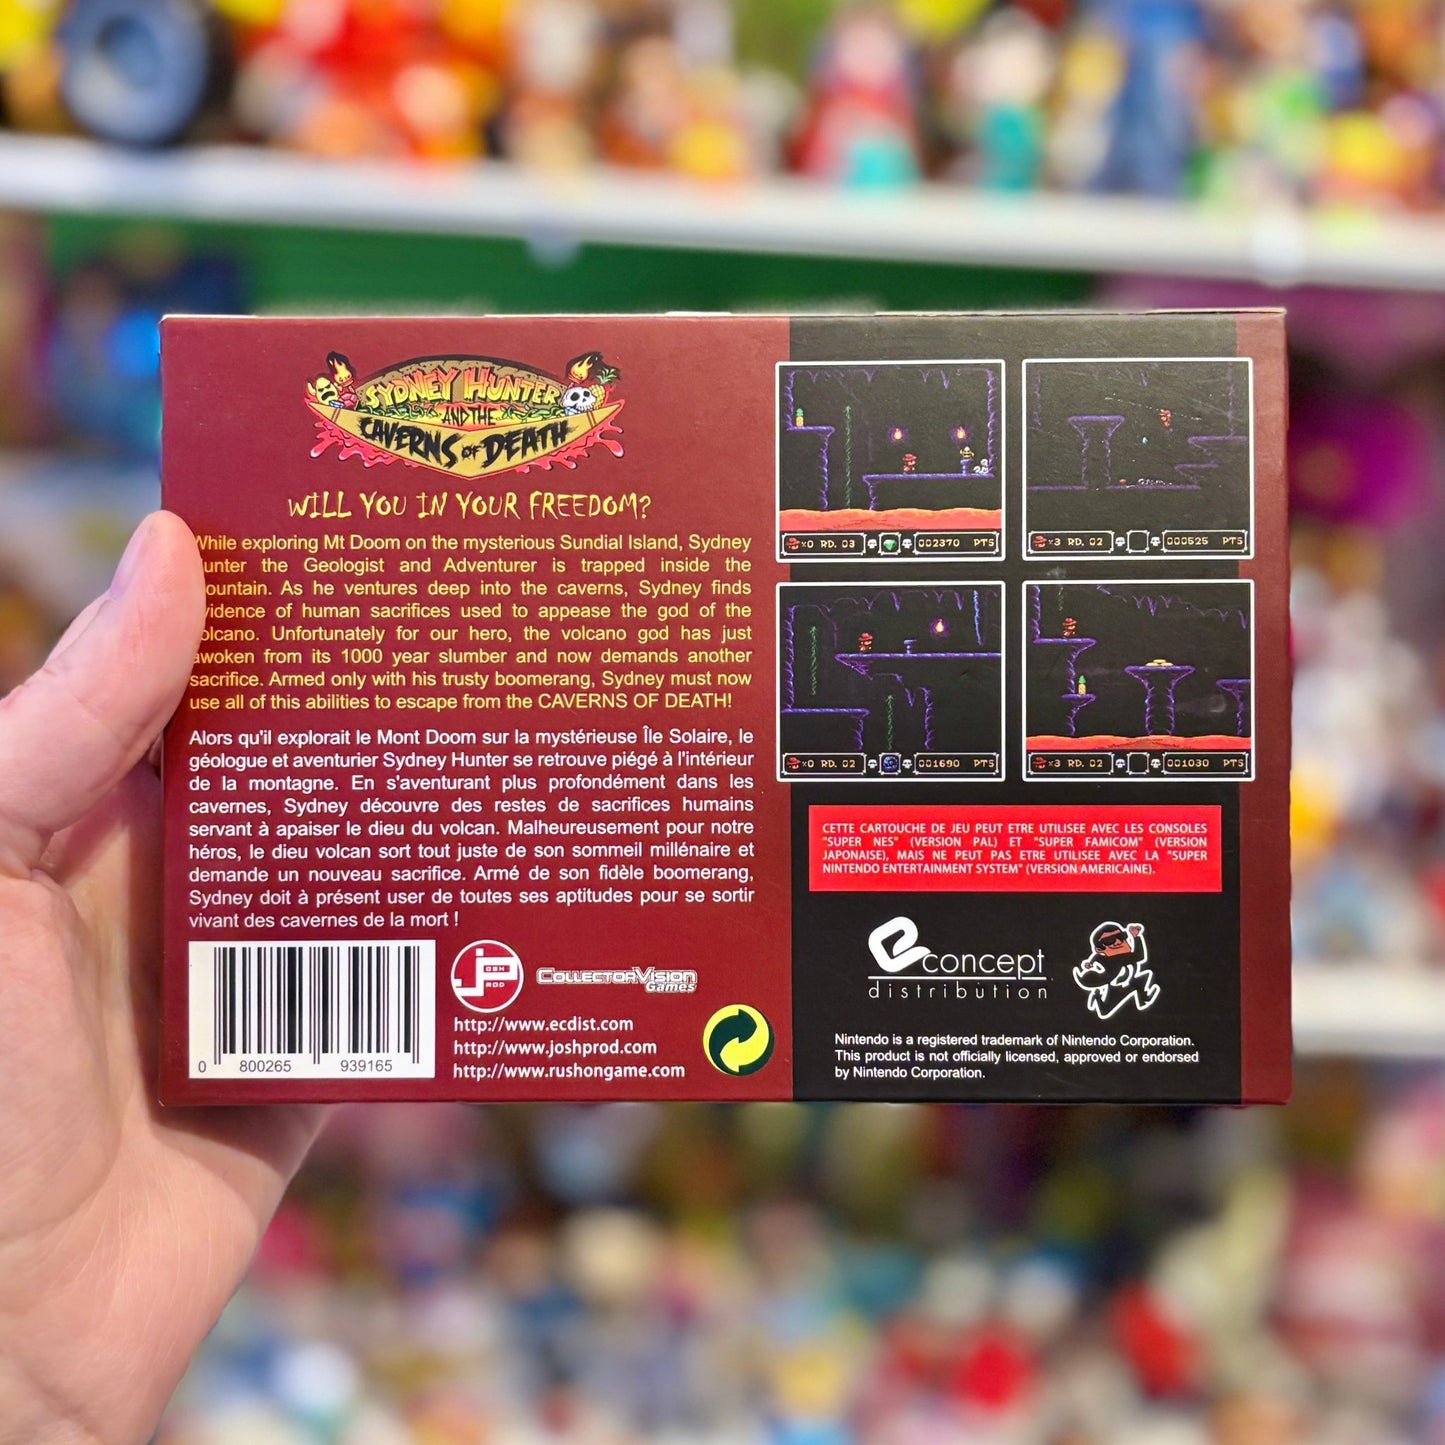 SYDNEY HUNTER
AND THE
CAVERNS OF DEATH
WILL YOU IN YOUR FREEDOM?
While exploring Mt Doom on the mysterious Sundial Island, Sydney
unter the Geologist and Adventurer is trapped inside the
ountain. As he ventures deep into the caverns, Sydney finds
vidence of human sacrifices used to appease the god of the
olcano. Unfortunately for our hero, the volcano god has just
awoken from its 1000 year slumber and now demands another
sacrifice. Armed only with his trusty boomerang, Sydney must now
use all of this abilities to escape from the CAVERNS OF DEATH!
Alors qu'il explorait le Mont Doom sur la mystérieuse Île Solaire, le
géologue et aventurier Sydney Hunter se retrouve piégé à l'intérieur
de la montagne. En s'aventurant plus profondément dans les
cavernes, Sydney découvre des restes de sacrifices humains
servant à apaiser le dieu du volcan. Malheureusement pour notre
héros, le dieu volcan sort tout juste de son sommeil millénaire et
demande un nouveau sacrifice. Armé de son fidèle boomerang,
Sydney doit à présent user de toutes ses aptitudes pour se sortir
vivant des cavernes de la mort !
0 800265 939165
JOSH
PROD
COLLECTORVISION
Games
http://www.ecdist.com
http://www.joshprod.com
http://www.rushongame.com
x0 RD. 03 002370 PTS
x3 RD. 02 000525 PTS
x0 RD. 02 001690 PTS
x3 RD. 02 001030 PTS
CETTE CARTOUCHE DE JEU PEUT ETRE UTILISEE AVEC LES CONSOLES
"SUPER NES" (VERSION PAL) ET "SUPER FAMICOM" (VERSION
JAPONAISE), MAIS NE PEUT PAS ETRE UTILISEE AVEC LA "SUPER
NINTENDO ENTERTAINMENT SYSTEM" (VERSION AMERICAINE).
e concept
distribution
Nintendo is a registered trademark of Nintendo Corporation.
This product is not officially licensed, approved or endorsed
by Nintendo Corporation.